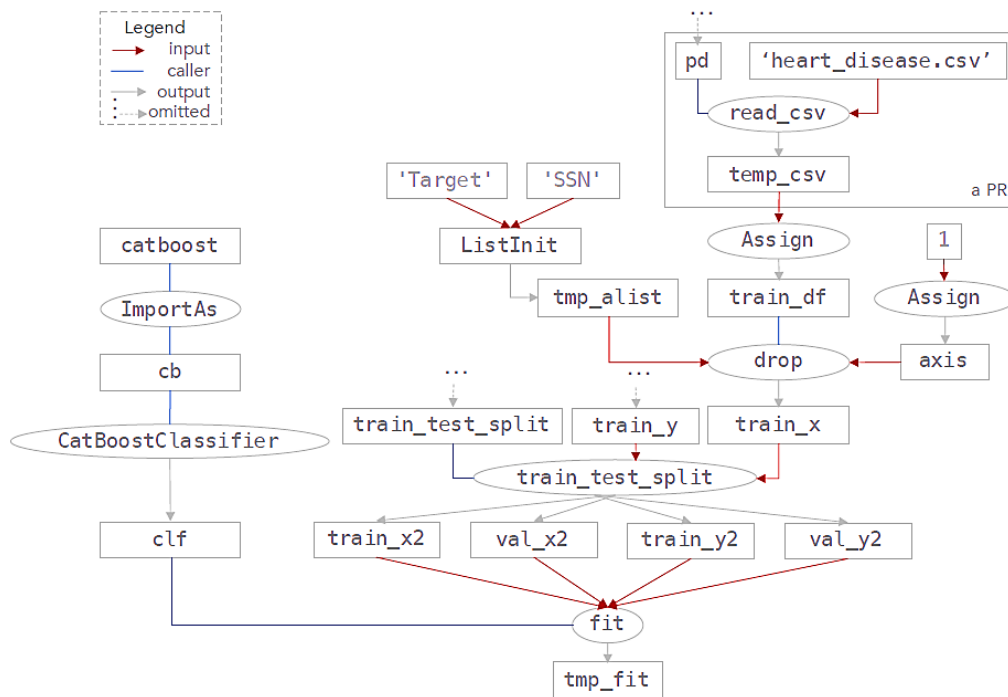 Legend
input
caller
output
omitted
...
pd
‘heart_disease.csv’
read_csv
temp_csv
a PR
'Target'
'SSN'
ListInit
Assign
1
catboost
tmp_alist
train_df
Assign
ImportAs
drop
axis
cb
...
...
train_test_split
train_y
train_x
CatBoostClassifier
train_test_split
clf
train_x2
val_x2
train_y2
val_y2
fit
tmp_fit